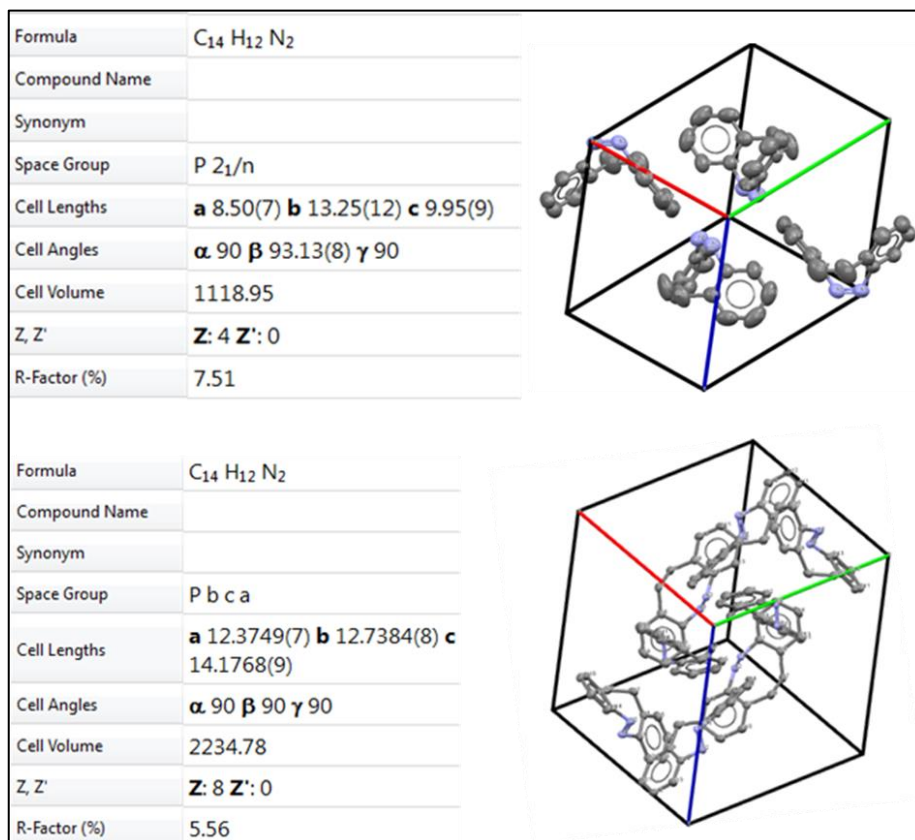 Formula C₁₄ H₁₂ N₂
Compound Name
Synonym
Space Group P 2₁/n
Cell Lengths a 8.50(7) b 13.25(12) c 9.95(9)
Cell Angles α 90 β 93.13(8) γ 90
Cell Volume 1118.95
Z, Z' Z: 4 Z': 0
R-Factor (%) 7.51
Formula C₁₄ H₁₂ N₂
Compound Name
Synonym
Space Group P b c a
Cell Lengths a 12.3749(7) b 12.7384(8) c
14.1768(9)
Cell Angles α 90 β 90 γ 90
Cell Volume 2234.78
Z, Z' Z: 8 Z': 0
R-Factor (%) 5.56